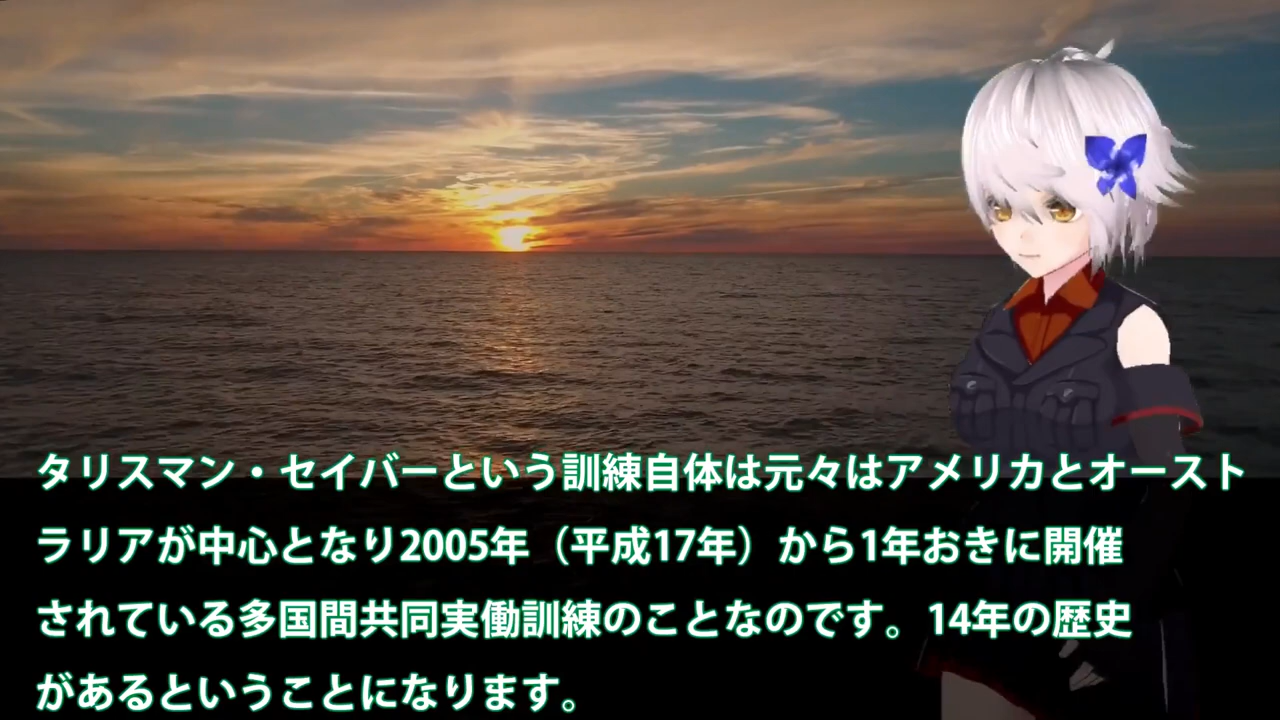 タリスマン・セイバーという訓練自体は元々はアメリカとオースト
ラリアが中心となり2005年（平成17年）から1年おきに開催
されている多国間共同実働訓練のことなのです。14年の歴史
があるということになります。